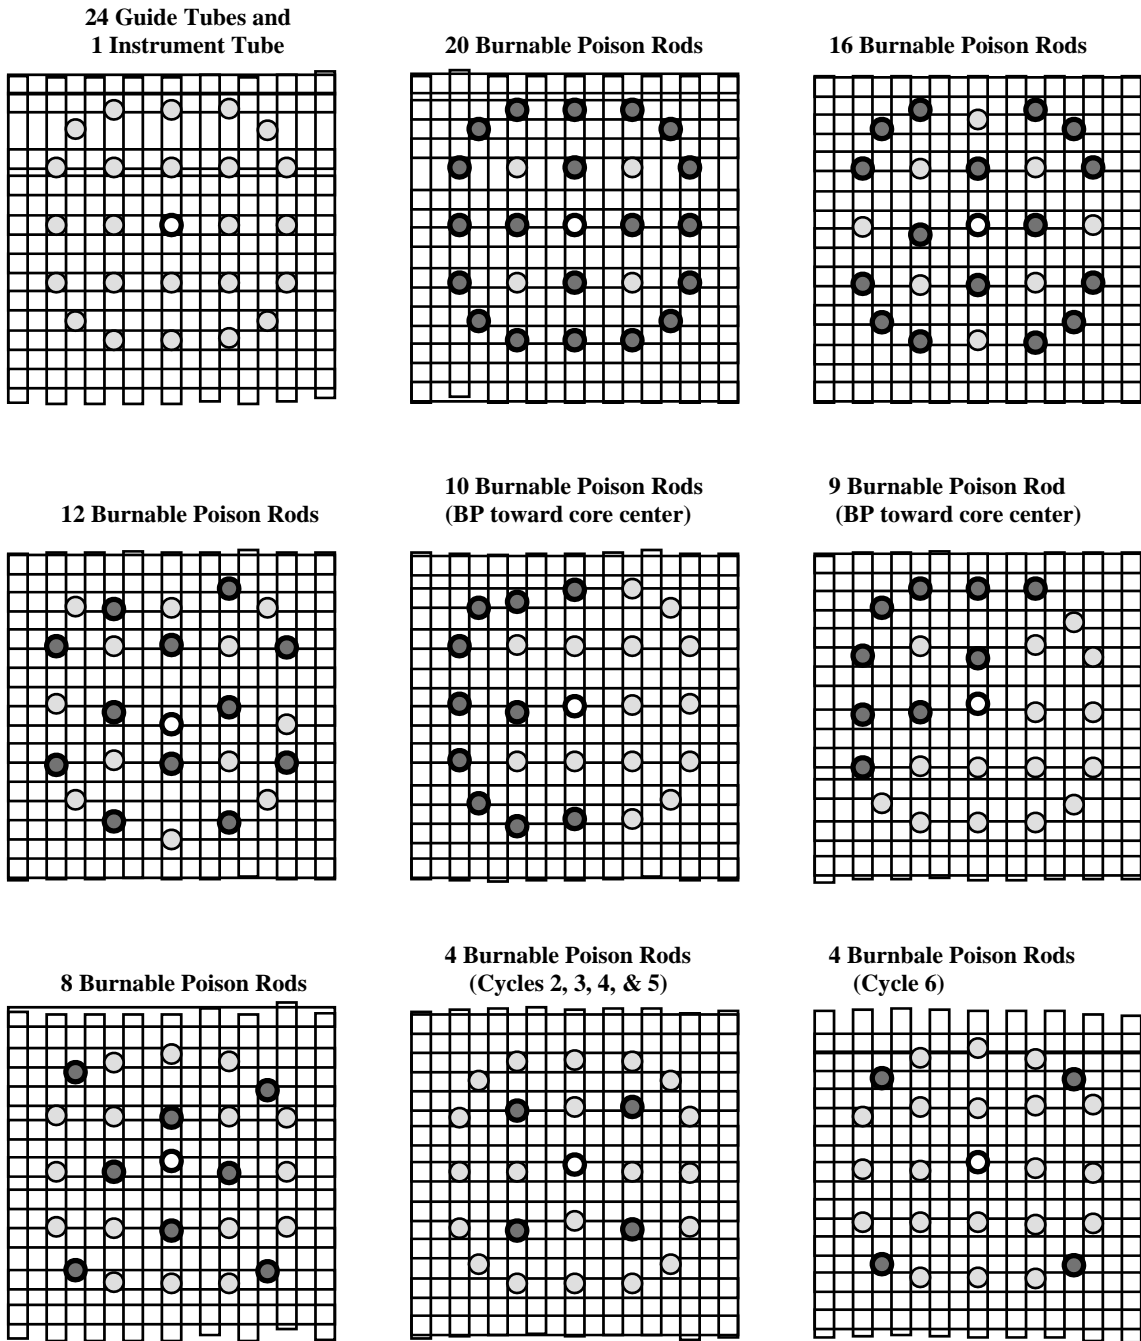 24 Guide Tubes and
1 Instrument Tube
20 Burnable Poison Rods
16 Burnable Poison Rods
12 Burnable Poison Rods
10 Burnable Poison Rods
(BP toward core center)
9 Burnable Poison Rod
(BP toward core center)
8 Burnable Poison Rods
4 Burnable Poison Rods
(Cycles 2, 3, 4, & 5)
4 Burnbale Poison Rods
(Cycle 6)